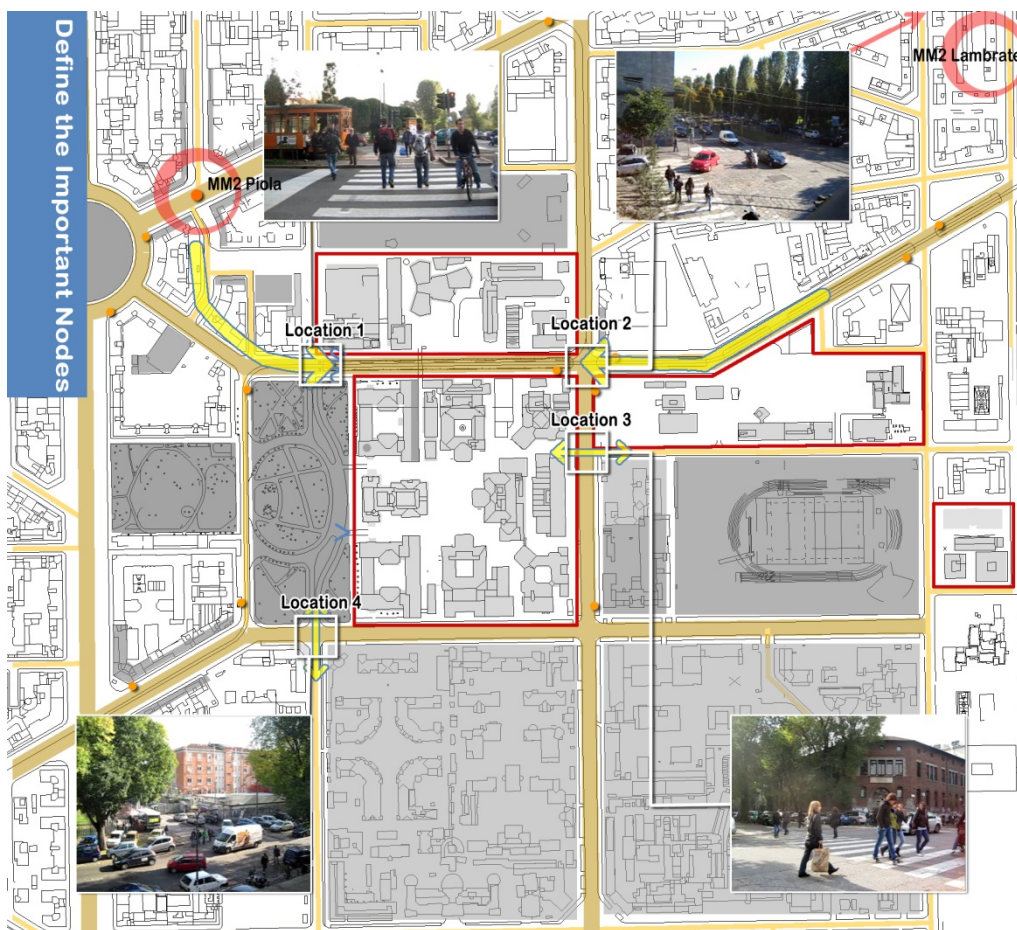 Define the Important Nodes
MM2 Lambrate
MM2 Piola
Location 1
Location 2
Location 3
Location 4